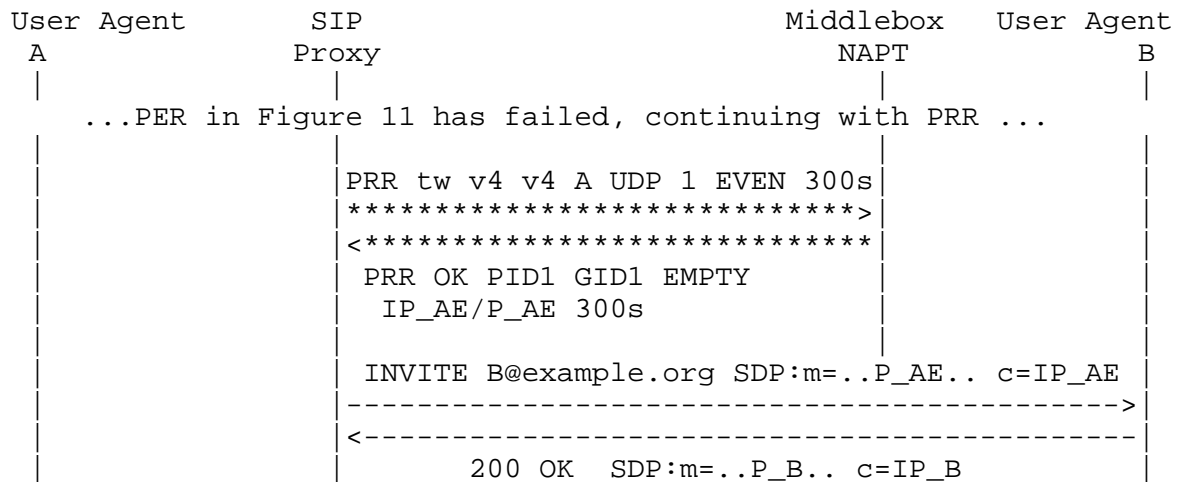 User Agent        SIP                         Middlebox   User Agent
 A              Proxy                          NAPT             B
...PER in Figure 11 has failed, continuing with PRR ...
PRR tw v4 v4 A UDP 1 EVEN 300s
*****************************>
<*****************************
PRR OK PID1 GID1 EMPTY
IP_AE/P_AE 300s
INVITE B@example.org SDP:m=..P_AE.. c=IP_AE
-------------------------------------------->
<--------------------------------------------
200 OK  SDP:m=..P_B.. c=IP_B